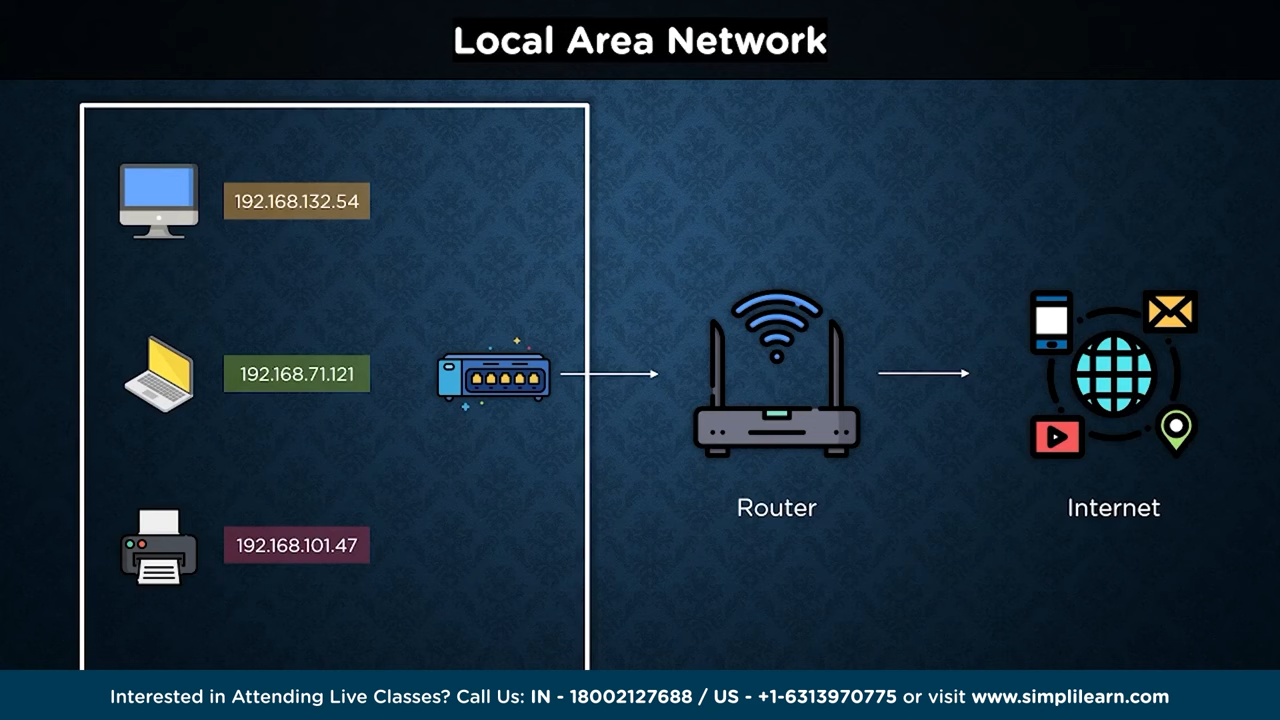 Local Area Network
192.168.132.54
192.168.71.121
192.168.101.47
Router
Internet
Interested in Attending Live Classes? Call Us: IN - 18002127688 / US - +1-6313970775 or visit www.simplilearn.com